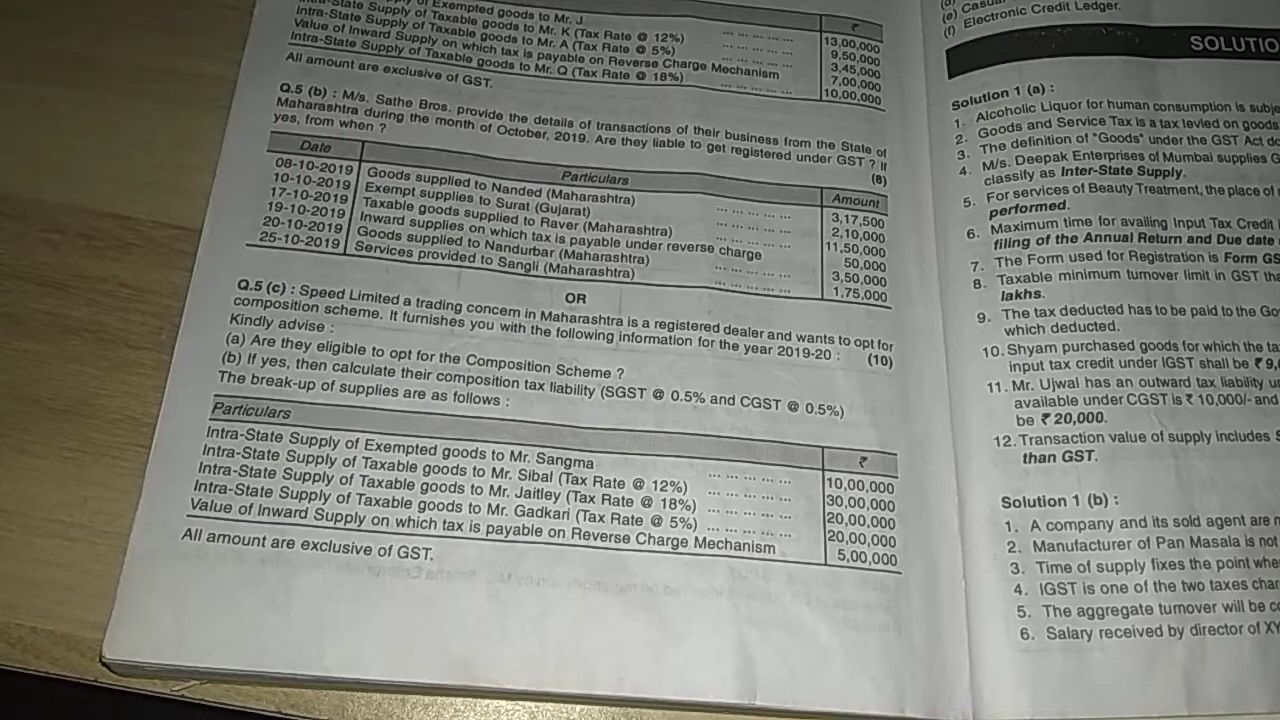 of Exempted goods to Mr. J
Intra-State Supply of Taxable goods to Mr. K (Tax Rate @ 12%) ... ... ... ... ... 13,00,000
Intra-State Supply of Taxable goods to Mr. A (Tax Rate @ 5%) ... ... ... ... ... 9,50,000
Value of Inward Supply on which tax is payable on Reverse Charge Mechanism 3,45,000
Intra-State Supply of Taxable goods to Mr. Q (Tax Rate @ 18%) ... ... ... ... ... 7,00,000
10,00,000
All amount are exclusive of GST.
Q.5 (b) : M/s. Sathe Bros. provide the details of transactions of their business from the State of
Maharashtra during the month of October, 2019. Are they liable to get registered under GST ? If
yes, from when ? (8)
Date Particulars Amount
08-10-2019 Goods supplied to Nanded (Maharashtra) ... ... ... ... ... 3,17,500
10-10-2019 Exempt supplies to Surat (Gujarat) ... ... ... ... ... 2,10,000
17-10-2019 Taxable goods supplied to Raver (Maharashtra) ... ... ... ... ... 11,50,000
19-10-2019 Inward supplies on which tax is payable under reverse charge 50,000
20-10-2019 Goods supplied to Nandurbar (Maharashtra) ... ... ... ... ... 3,50,000
25-10-2019 Services provided to Sangli (Maharashtra) ... ... ... ... ... 1,75,000
OR
Q.5 (c) : Speed Limited a trading concern in Maharashtra is a registered dealer and wants to opt for
composition scheme. It furnishes you with the following information for the year 2019-20 : (10)
Kindly advise :
(a) Are they eligible to opt for the Composition Scheme ?
(b) If yes, then calculate their composition tax liability (SGST @ 0.5% and CGST @ 0.5%)
The break-up of supplies are as follows :
Particulars ₹
Intra-State Supply of Exempted goods to Mr. Sangma ... ... ... ... ... 10,00,000
Intra-State Supply of Taxable goods to Mr. Sibal (Tax Rate @ 12%) ... ... ... ... ... 30,00,000
Intra-State Supply of Taxable goods to Mr. Jaitley (Tax Rate @ 18%) ... ... ... ... ... 20,00,000
Intra-State Supply of Taxable goods to Mr. Gadkari (Tax Rate @ 5%) ... ... ... ... ... 20,00,000
Value of Inward Supply on which tax is payable on Reverse Charge Mechanism 5,00,000
All amount are exclusive of GST.
(e) Casua
(f) Electronic Credit Ledger.
SOLUTIO
Solution 1 (a) :
1. Alcoholic Liquor for human consumption is subje
2. Goods and Service Tax is a tax levied on goods
3. The definition of "Goods" under the GST Act do
4. M/s. Deepak Enterprises of Mumbai supplies G
classify as Inter-State Supply.
5. For services of Beauty Treatment, the place of
performed.
6. Maximum time for availing Input Tax Credit
filing of the Annual Return and Due date
7. The Form used for Registration is Form GS
8. Taxable minimum turnover limit in GST tha
lakhs.
9. The tax deducted has to be paid to the Go
which deducted.
10. Shyam purchased goods for which the ta
input tax credit under IGST shall be ₹ 9,
11. Mr. Ujwal has an outward tax liability u
available under CGST is ₹ 10,000/- and
be ₹ 20,000.
12. Transaction value of supply includes S
than GST.
Solution 1 (b) :
1. A company and its sold agent are r
2. Manufacturer of Pan Masala is not
3. Time of supply fixes the point whe
4. IGST is one of the two taxes char
5. The aggregate turnover will be co
6. Salary received by director of XY